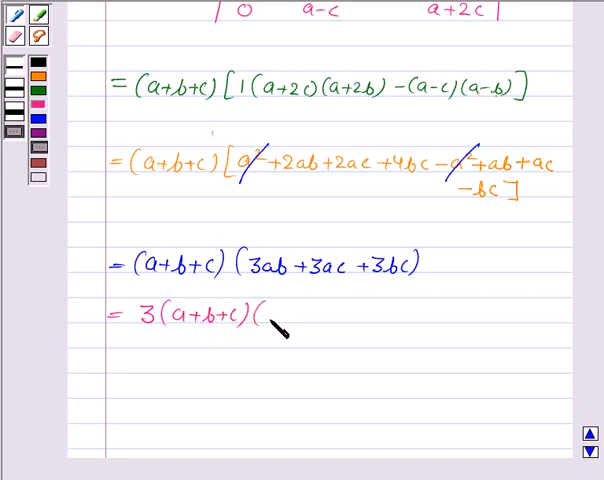 | 0 a-c a+2c |
= (a+b+c) [1(a+2c)(a+2b) -(a-c)(a-b)]
= (a+b+c) [a² +2ab+2ac +4bc -a² +ab+ac
-bc]
= (a+b+c) (3ab +3ac +3bc)
= 3(a+b+c)(